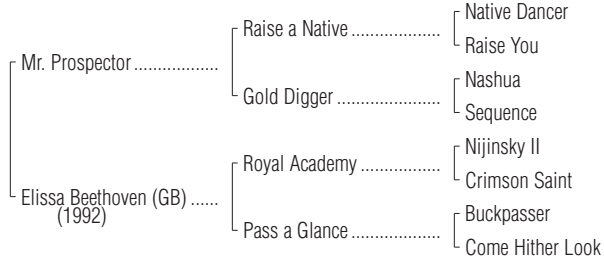 Native Dancer
Raise a Native ....................
Raise You
Mr. Prospector ...................
Nashua
Gold Digger .......................
Sequence
Nijinsky II
Royal Academy ..................
Crimson Saint
Elissa Beethoven (GB) ......
(1992)
Buckpasser
Pass a Glance ....................
Come Hither Look